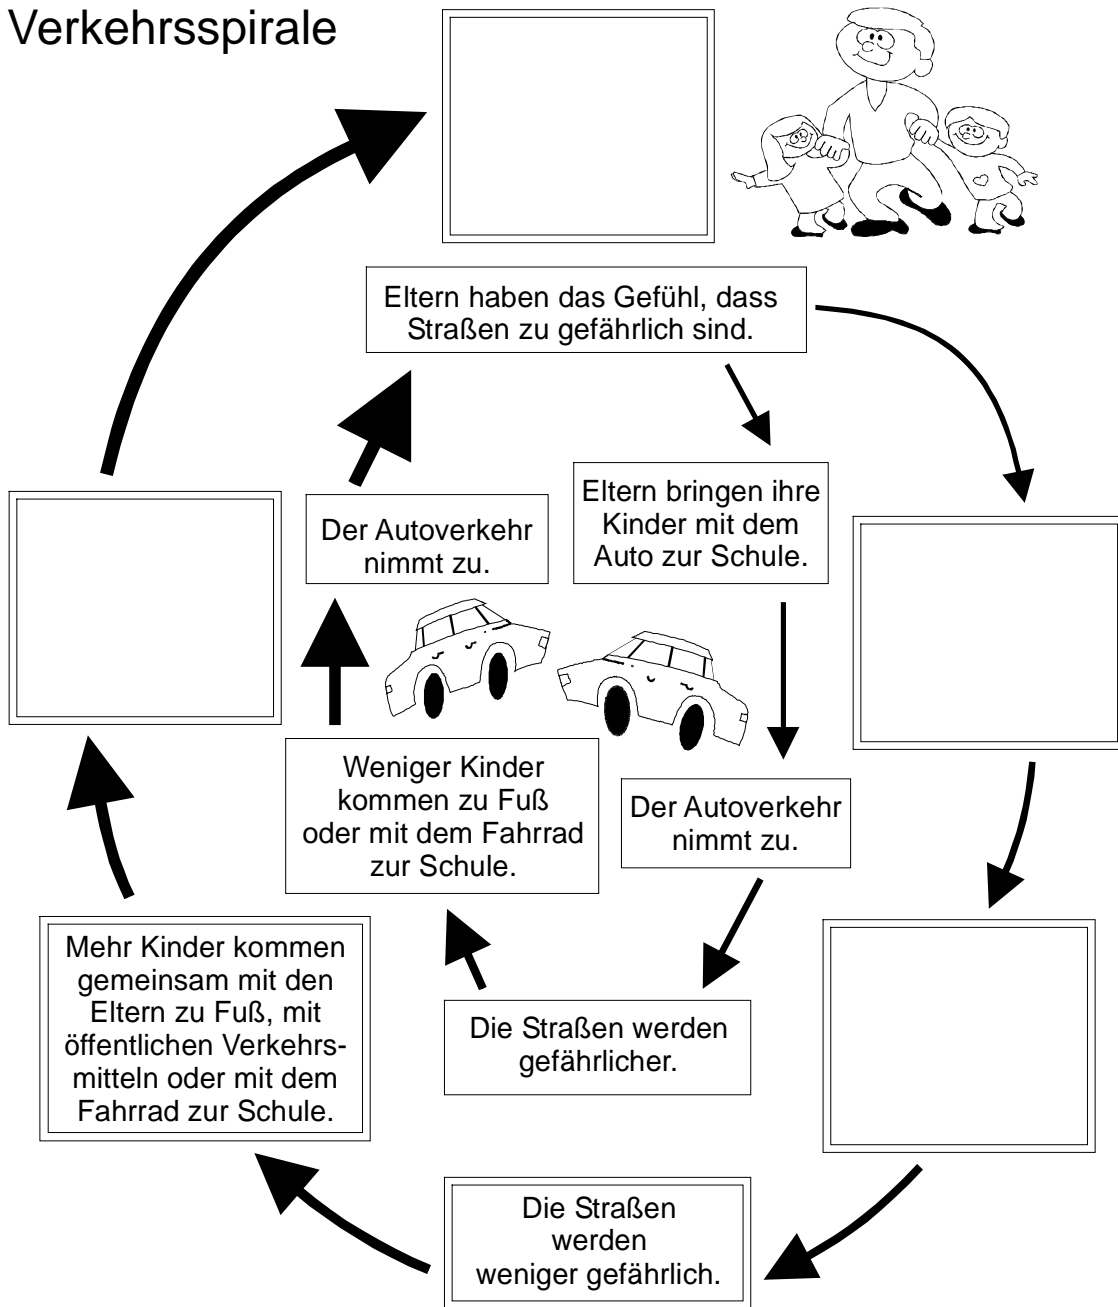 Verkehrsspirale
Eltern haben das Gefühl, dass
Straßen zu gefährlich sind.
Eltern bringen ihre
Kinder mit dem
Auto zur Schule.
Der Autoverkehr
nimmt zu.
Weniger Kinder
kommen zu Fuß
oder mit dem Fahrrad
zur Schule.
Der Autoverkehr
nimmt zu.
Mehr Kinder kommen
gemeinsam mit den
Eltern zu Fuß, mit
öffentlichen Verkehrs-
mitteln oder mit dem
Fahrrad zur Schule.
Die Straßen werden
gefährlicher.
Die Straßen
werden
weniger gefährlich.